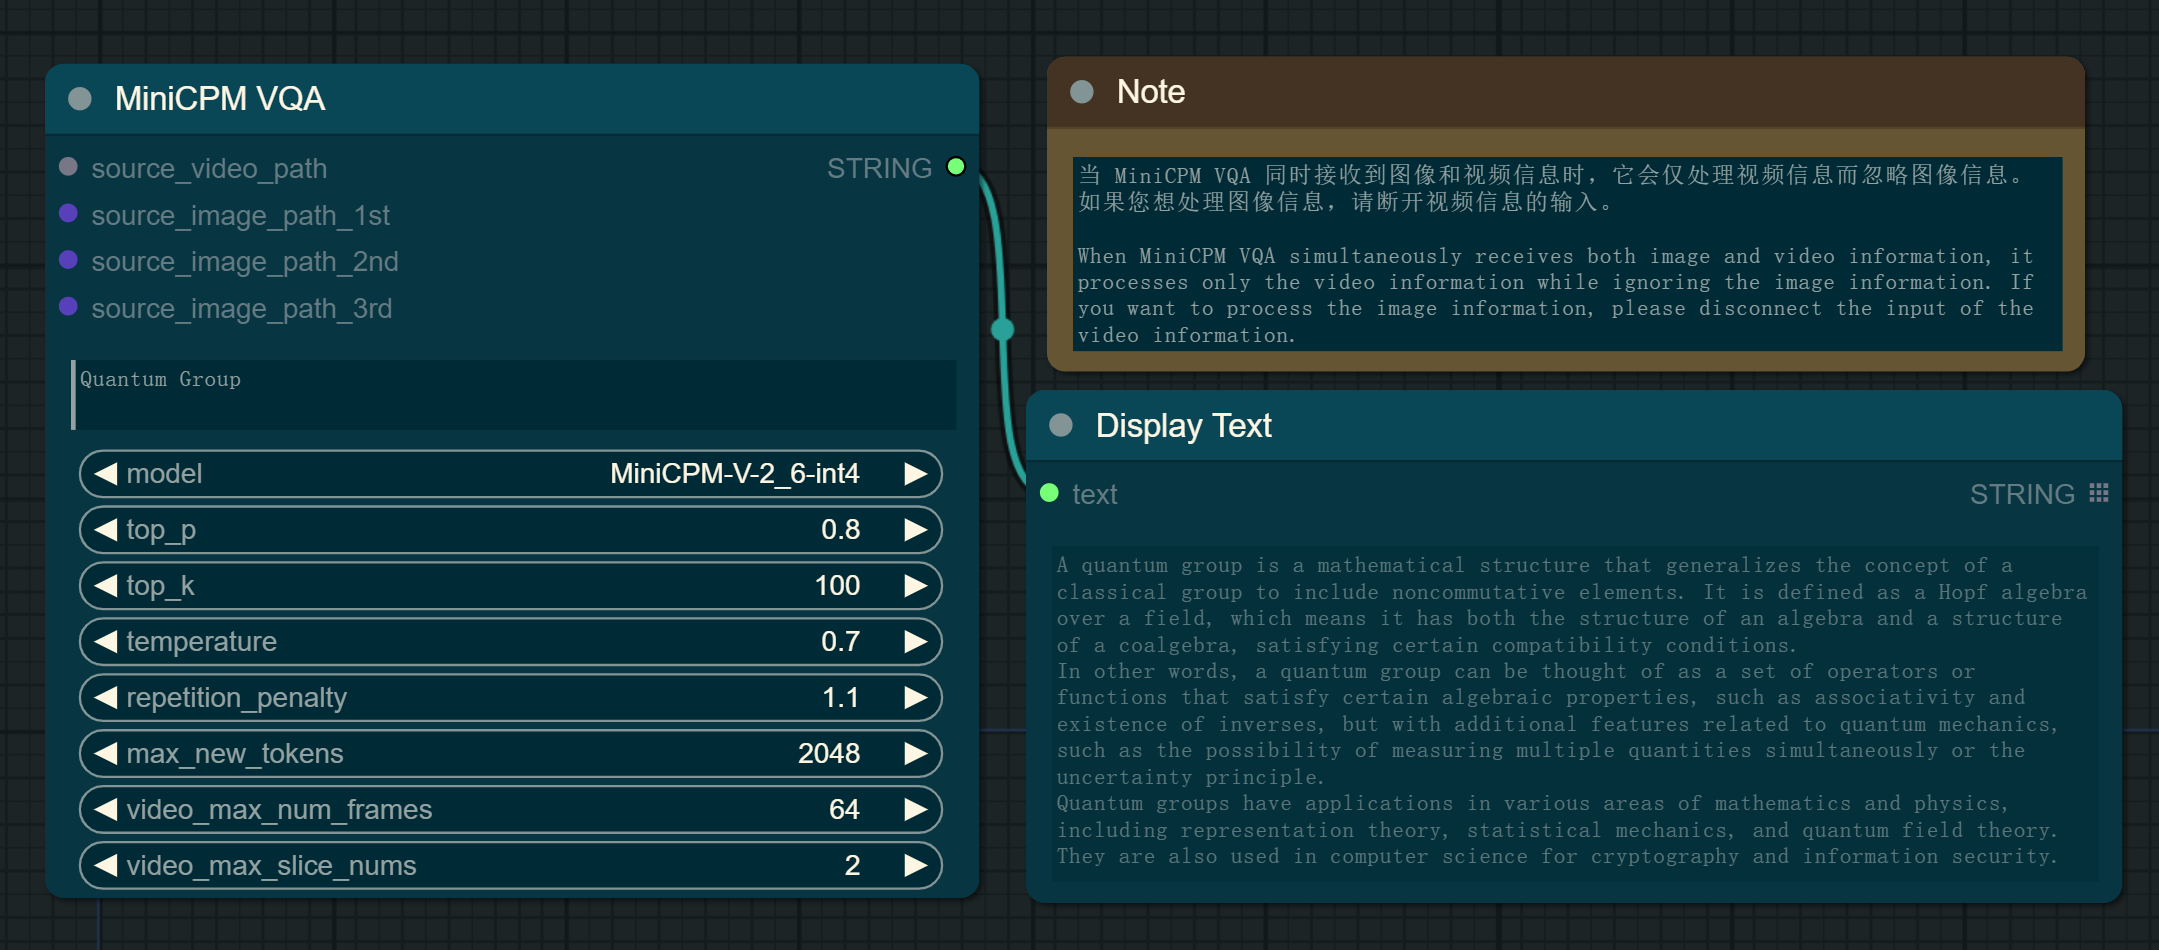 MiniCPM VQA
source_video_path
STRING
source_image_path_1st
source_image_path_2nd
source_image_path_3rd
Quantum Group
model MiniCPM-V-2_6-int4
top_p 0.8
top_k 100
temperature 0.7
repetition_penalty 1.1
max_new_tokens 2048
video_max_num_frames 64
video_max_slice_nums 2
Note
当 MiniCPM VQA 同时接收到图像和视频信息时，它会仅处理视频信息而忽略图像信息。
如果您想处理图像信息，请断开视频信息的输入。
When MiniCPM VQA simultaneously receives both image and video information, it
processes only the video information while ignoring the image information. If
you want to process the image information, please disconnect the input of the
video information.
Display Text
text
STRING
A quantum group is a mathematical structure that generalizes the concept of a
classical group to include noncommutative elements. It is defined as a Hopf algebra
over a field, which means it has both the structure of an algebra and a structure
of a coalgebra, satisfying certain compatibility conditions.
In other words, a quantum group can be thought of as a set of operators or
functions that satisfy certain algebraic properties, such as associativity and
existence of inverses, but with additional features related to quantum mechanics,
such as the possibility of measuring multiple quantities simultaneously or the
uncertainty principle.
Quantum groups have applications in various areas of mathematics and physics,
including representation theory, statistical mechanics, and quantum field theory.
They are also used in computer science for cryptography and information security.